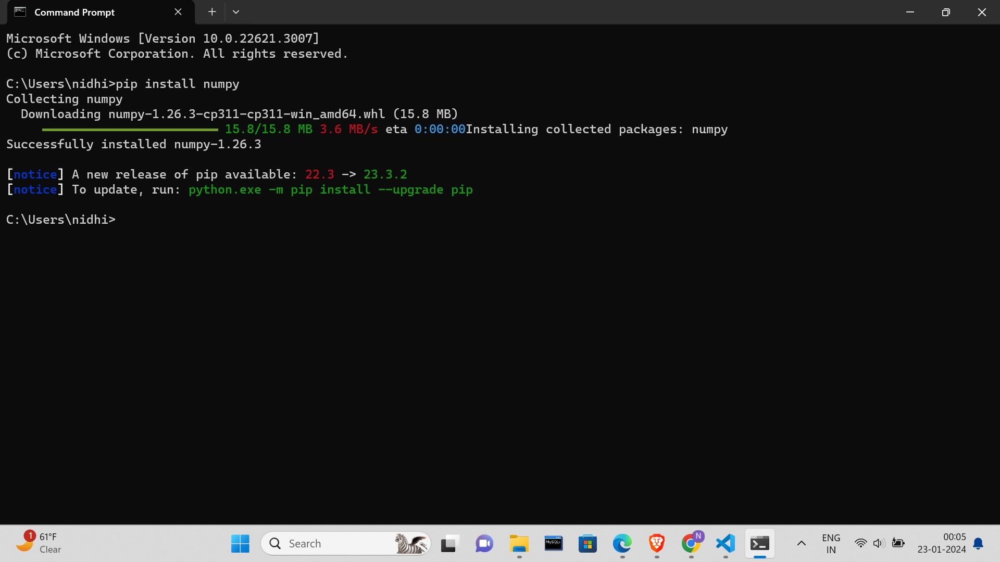 Command Prompt
Microsoft Windows [Version 10.0.22621.3007]
(c) Microsoft Corporation. All rights reserved.
C:\Users\nidhi>pip install numpy
Collecting numpy
  Downloading numpy-1.26.3-cp311-cp311-win_amd64.whl (15.8 MB)
15.8/15.8 MB 3.6 MB/s eta 0:00:00Installing collected packages: numpy
Successfully installed numpy-1.26.3
[notice] A new release of pip available: 22.3 -> 23.3.2
[notice] To update, run: python.exe -m pip install --upgrade pip
C:\Users\nidhi>
1
61°F
Clear
Search
MySQL
N
ENG
IN
00:05
23-01-2024